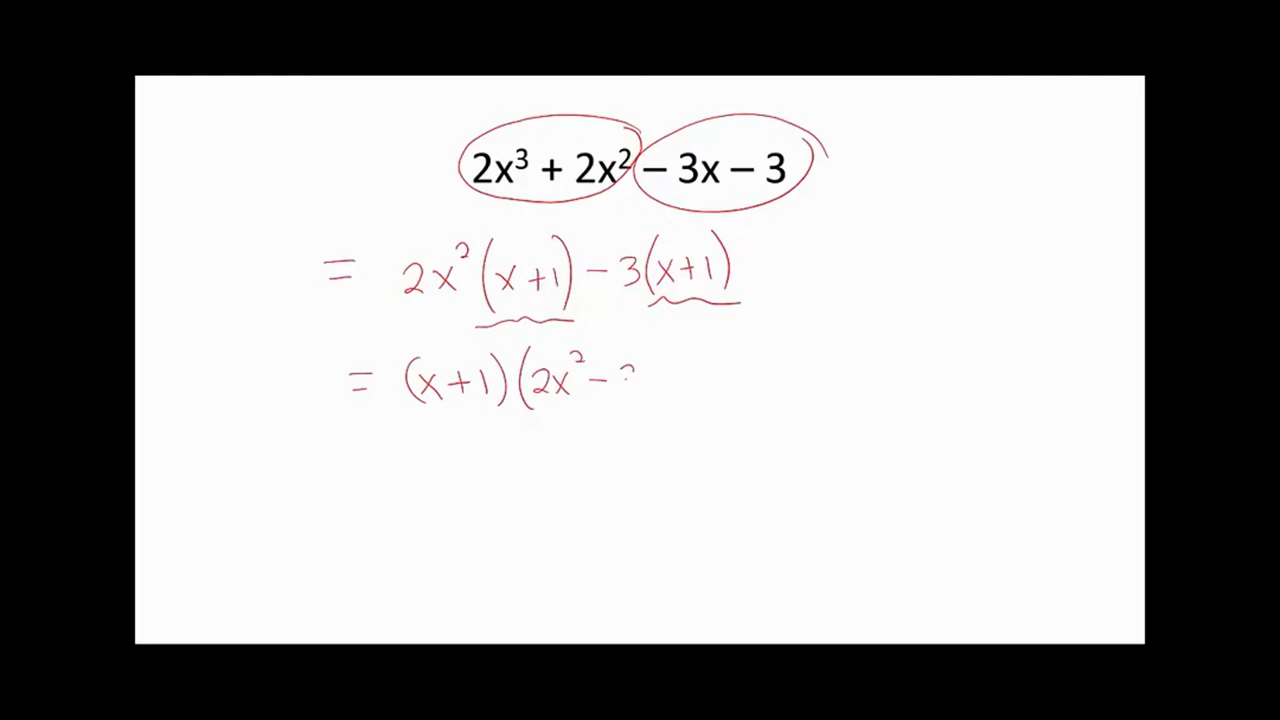 2x³ + 2x² – 3x – 3
= 2x² (x+1) – 3(x+1)
= (x+1)(2x² –